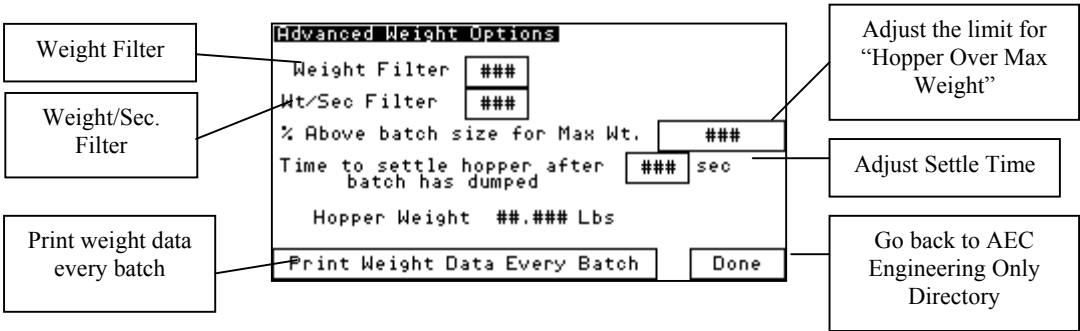 Weight Filter
Weight/Sec.
Filter
Print weight data
every batch
Advanced Weight Options
Weight Filter ###
Wt/Sec Filter ###
% Above batch size for Max Wt. ###
Time to settle hopper after ### sec
batch has dumped
Hopper Weight ##.### Lbs
Print Weight Data Every Batch Done
Adjust the limit for
“Hopper Over Max
Weight”
Adjust Settle Time
Go back to AEC
Engineering Only
Directory